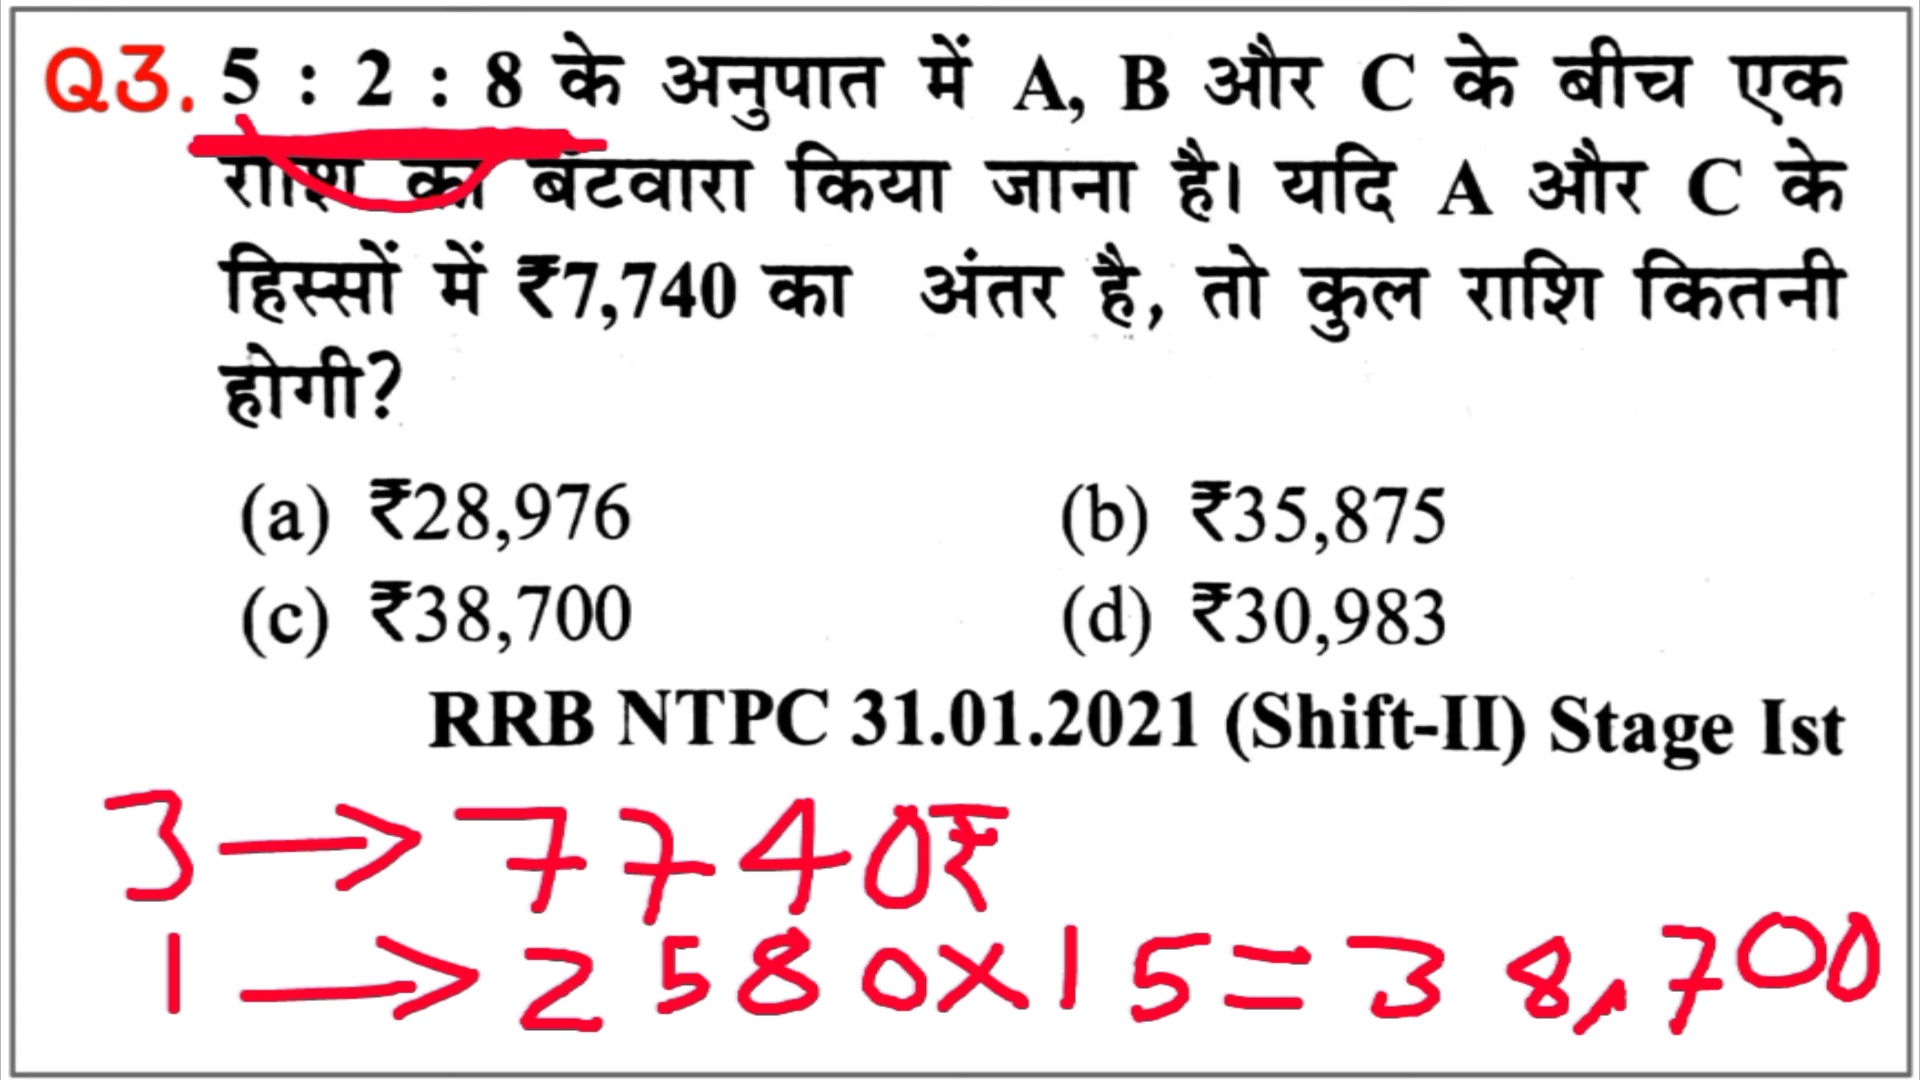 Q3. 5 : 2 : 8 के अनुपात में A, B और C के बीच एक
राशि का बँटवारा किया जाना है। यदि A और C के
हिस्सों में ₹7,740 का अंतर है, तो कुल राशि कितनी
होगी?
(a) ₹28,976 (b) ₹35,875
(c) ₹38,700 (d) ₹30,983
RRB NTPC 31.01.2021 (Shift-II) Stage Ist
3 → 7740₹
1 → 2580×15=38,700